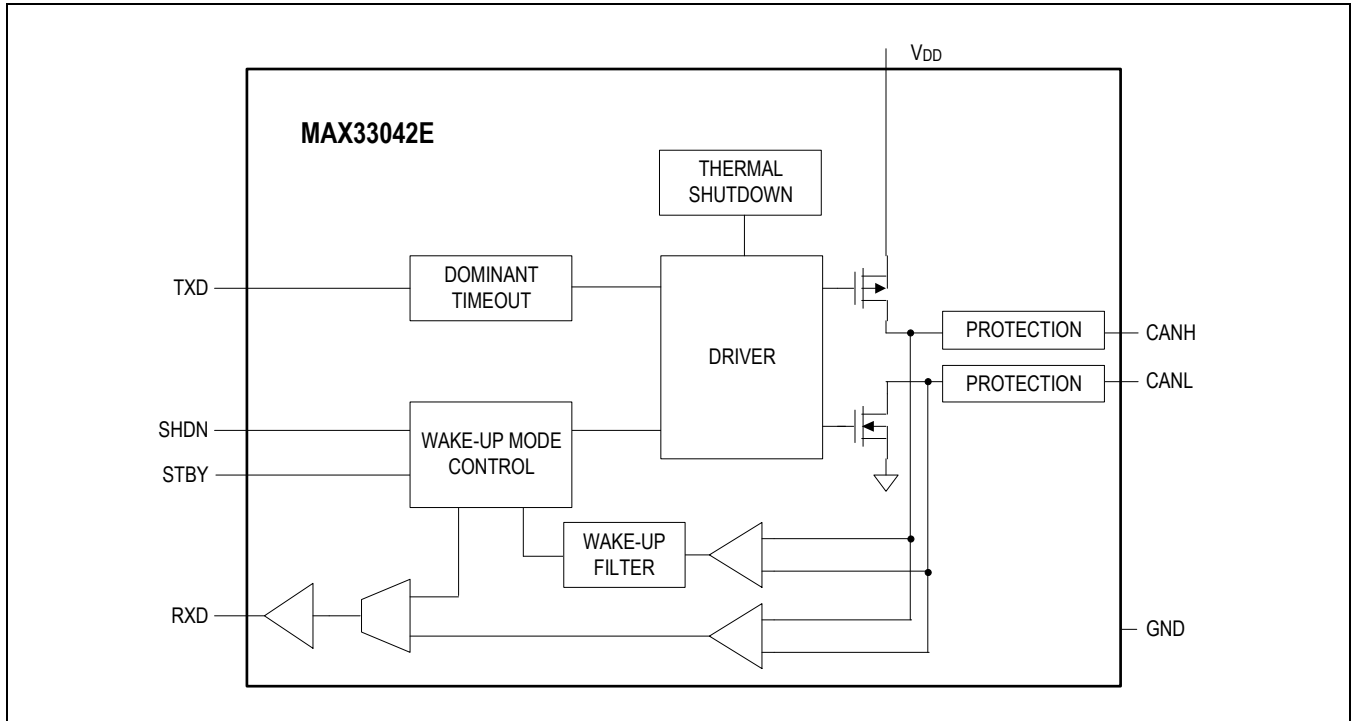 VDD
MAX33042E
THERMAL
SHUTDOWN
TXD
DOMINANT
TIMEOUT
DRIVER
PROTECTION
CANH
PROTECTION
CANL
SHDN
STBY
WAKE-UP MODE
CONTROL
WAKE-UP
FILTER
RXD
GND